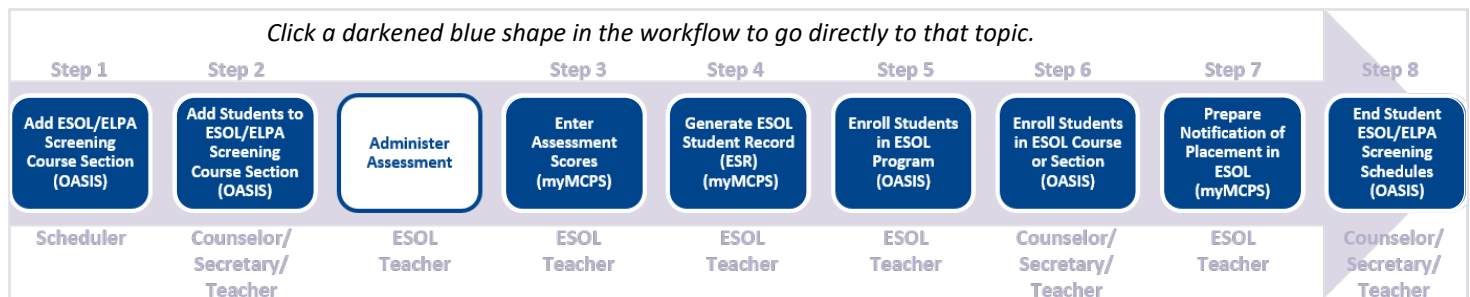 Click a darkened blue shape in the workflow to go directly to that topic.
Step 1
Step 2
Step 3
Step 4
Step 5
Step 6
Step 7
Step 8
Add ESOL/ELPA
Screening
Course Section
(OASIS)
Add Students to
ESOL/ELPA
Screening
Course Section
(OASIS)
Administer
Assessment
Enter
Assessment
Scores
(myMCPS)
Generate ESOL
Student Record
(ESR)
(myMCPS)
Enroll Students
in ESOL
Program
(OASIS)
Enroll Students
in ESOL Course
or Section
(OASIS)
Prepare
Notification of
Placement in
ESOL
(myMCPS)
End Student
ESOL/ELPA
Screening
Schedules
(OASIS)
Scheduler
Counselor/
Secretary/
Teacher
ESOL
Teacher
ESOL
Teacher
ESOL
Teacher
ESOL
Teacher
Counselor/
Secretary/
Teacher
ESOL
Teacher
Counselor/
Secretary/
Teacher